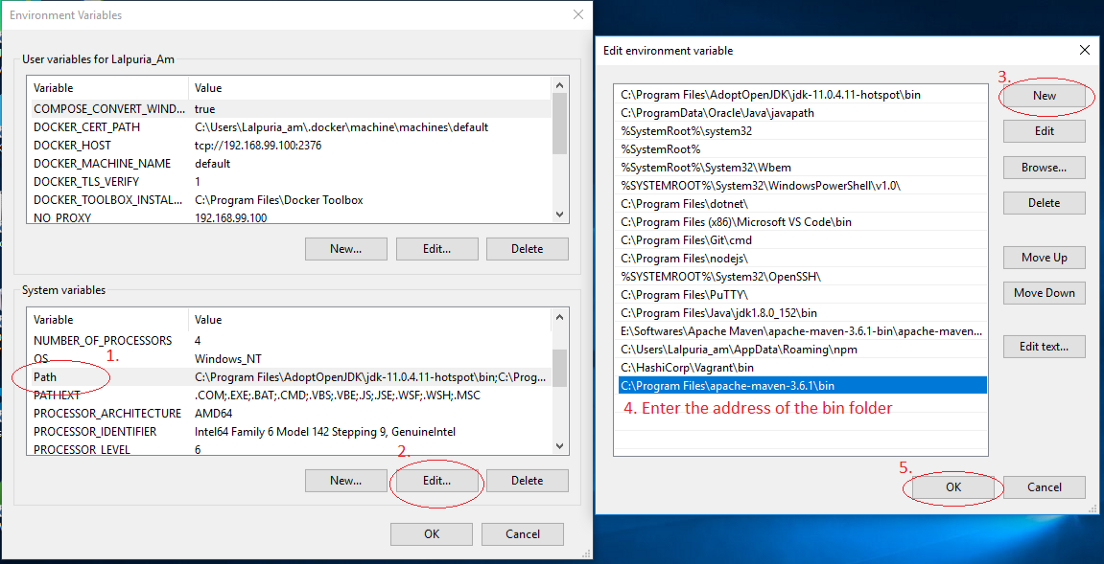 Environment Variables
User variables for Lalpuria_Am
Variable Value
COMPOSE_CONVERT_WIND... true
DOCKER_CERT_PATH C:\Users\Lalpuria_am\.docker\machine\machines\default
DOCKER_HOST tcp://192.168.99.100:2376
DOCKER_MACHINE_NAME default
DOCKER_TLS_VERIFY 1
DOCKER_TOOLBOX_INSTAL... C:\Program Files\Docker Toolbox
NO_PROXY 192.168.99.100
New... Edit... Delete
System variables
Variable Value
NUMBER_OF_PROCESSORS 4
1.
OS Windows_NT
Path C:\Program Files\AdoptOpenJDK\jdk-11.0.4.11-hotspot\bin;C:\Prog...
PATHEXT .COM;.EXE;.BAT;.CMD;.VBS;.VBE;.JS;.JSE;.WSF;.WSH;.MSC
PROCESSOR_ARCHITECTURE AMD64
PROCESSOR_IDENTIFIER Intel64 Family 6 Model 142 Stepping 9, GenuineIntel
PROCESSOR_LEVEL 6
2.
New... Edit... Delete
OK Cancel
Edit environment variable
3.
C:\Program Files\AdoptOpenJDK\jdk-11.0.4.11-hotspot\bin
C:\ProgramData\Oracle\Java\javapath
%SystemRoot%\system32
%SystemRoot%
%SystemRoot%\System32\Wbem
%SYSTEMROOT%\System32\WindowsPowerShell\v1.0\
C:\Program Files\dotnet\
C:\Program Files (x86)\Microsoft VS Code\bin
C:\Program Files\Git\cmd
C:\Program Files\nodejs\
%SYSTEMROOT%\System32\OpenSSH\
C:\Program Files\PuTTY\
C:\Program Files\Java\jdk1.8.0_152\bin
E:\Softwares\Apache Maven\apache-maven-3.6.1-bin\apache-maven...
C:\Users\Lalpuria_am\AppData\Roaming\npm
C:\HashiCorp\Vagrant\bin
C:\Program Files\apache-maven-3.6.1\bin
4. Enter the address of the bin folder
New
Edit
Browse...
Delete
Move Up
Move Down
Edit text...
5.
OK Cancel